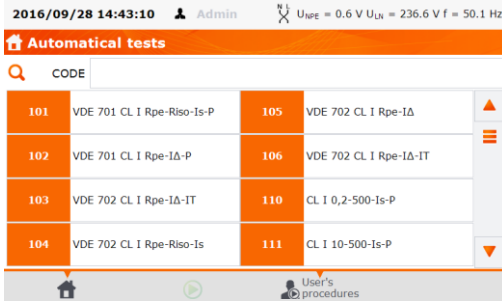 2016/09/28 14:43:10 Admin N L UNPE = 0.6 V ULN = 236.6 V f = 50.1 Hz
Automatical tests
CODE
101 VDE 701 CL I Rpe-Riso-Is-P 105 VDE 702 CL I Rpe-IΔ
102 VDE 701 CL I Rpe-IΔ-P 106 VDE 702 CL I Rpe-IΔ-IT
103 VDE 702 CL I Rpe-IΔ-IT 110 CL I 0,2-500-Is-P
104 VDE 702 CL I Rpe-Riso-Is 111 CL I 10-500-Is-P
User's
procedures